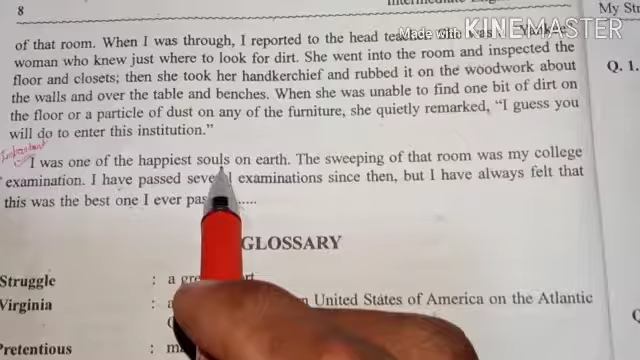 8
My Str
Made with KINEMASTER
of that room. When I was through, I reported to the head
woman who knew just where to look for dirt. She went into the room and inspected the
Q. 1.
floor and closets; then she took her handkerchief and rubbed it on the woodwork about
the walls and over the table and benches. When she was unable to find one bit of dirt on
the floor or a particle of dust on any of the furniture, she quietly remarked, “I guess you
will do to enter this institution.”
Important
I was one of the happiest souls on earth. The sweeping of that room was my college
examination. I have passed several examinations since then, but I have always felt that
this was the best one I ever
GLOSSARY
Struggle : a
Virginia : United States of America on the Atlantic
Pretentious :